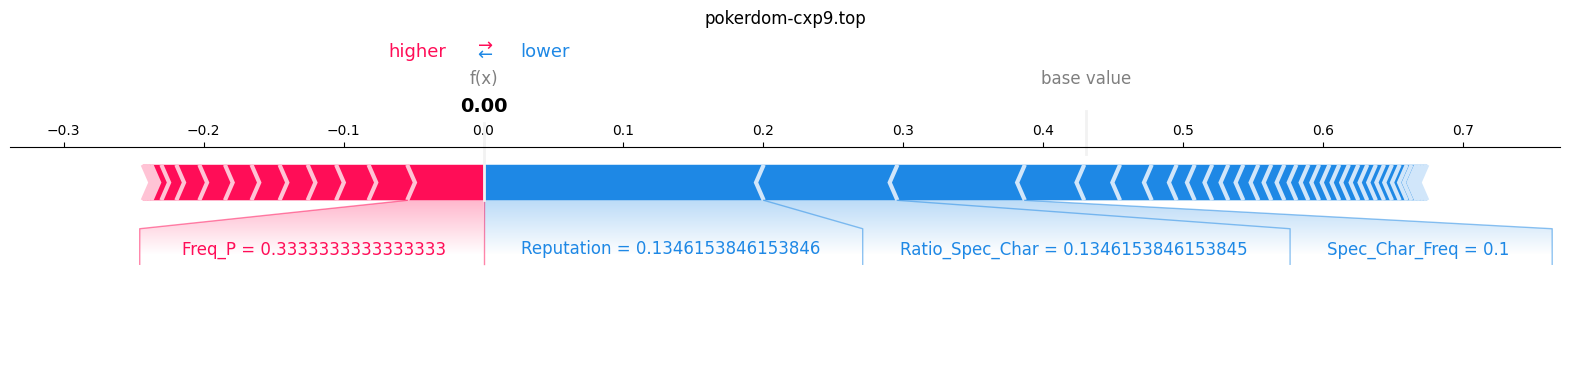 pokerdom-cxp9.top
higher ⇄ lower
f(x) base value
0.00
−0.3 −0.2 −0.1 0.0 0.1 0.2 0.3 0.4 0.5 0.6 0.7
Freq_P = 0.3333333333333333 Reputation = 0.1346153846153846 Ratio_Spec_Char = 0.1346153846153845 Spec_Char_Freq = 0.1